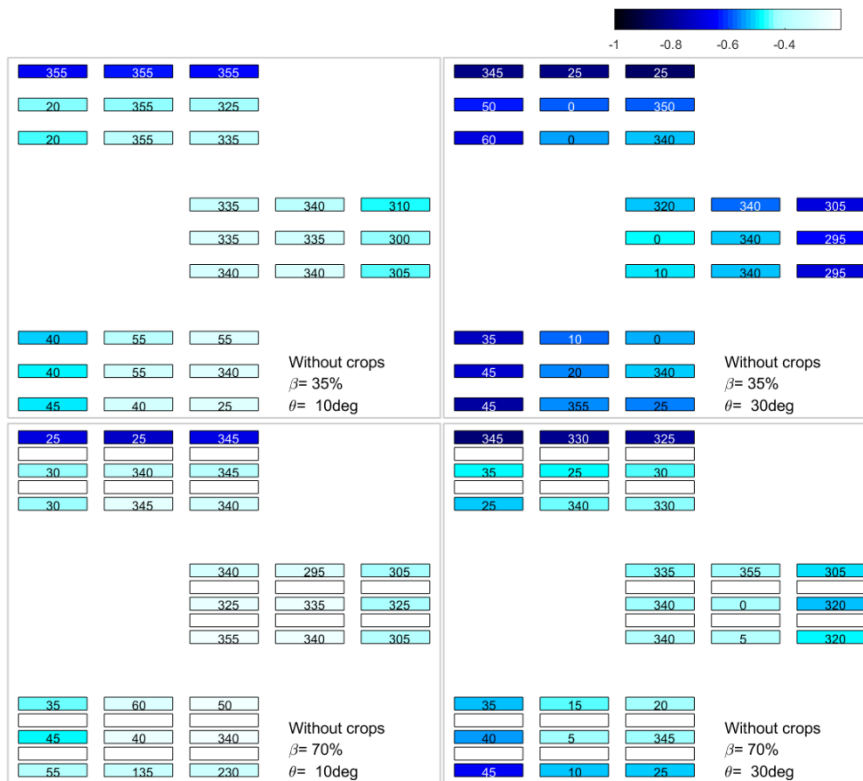 -1 -0.8 -0.6 -0.4
355 355 355 345 25 25
20 355 325 50 0 350
20 355 335 60 0 340
335 340 310 320 340 305
335 335 300 0 340 295
340 340 305 10 340 295
40 55 55 35 10 0
Without crops Without crops
40 55 340 β= 35% 45 20 340 β= 35%
45 40 25 θ= 10deg 45 355 25 θ= 30deg
25 25 345 345 330 325
30 340 345 35 25 30
30 345 340 25 340 330
340 295 305 335 355 305
325 335 325 340 0 320
355 340 305 340 5 320
35 60 50 35 15 20
Without crops Without crops
45 40 340 β= 70% 40 5 345 β= 70%
55 135 230 θ= 10deg 45 10 25 θ= 30deg